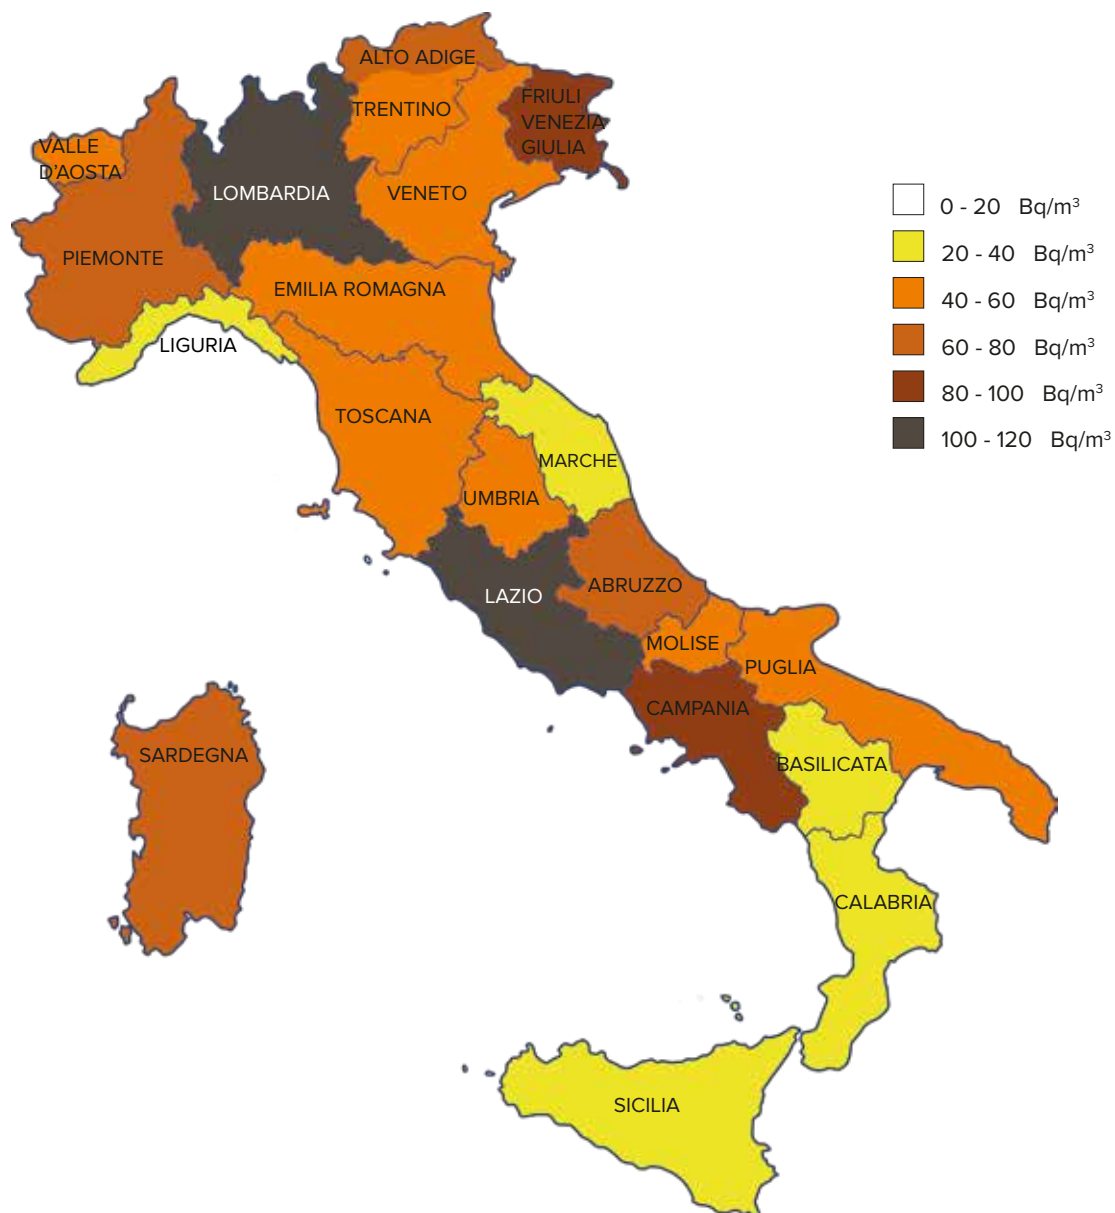 ALTO ADIGE
TRENTINO
FRIULI
VENEZIA
GIULIA
VALLE
D'AOSTA
LOMBARDIA
VENETO
PIEMONTE
EMILIA ROMAGNA
LIGURIA
TOSCANA
MARCHE
UMBRIA
LAZIO
ABRUZZO
MOLISE
PUGLIA
CAMPANIA
BASILICATA
SARDEGNA
CALABRIA
SICILIA
0 - 20 Bq/m³
20 - 40 Bq/m³
40 - 60 Bq/m³
60 - 80 Bq/m³
80 - 100 Bq/m³
100 - 120 Bq/m³